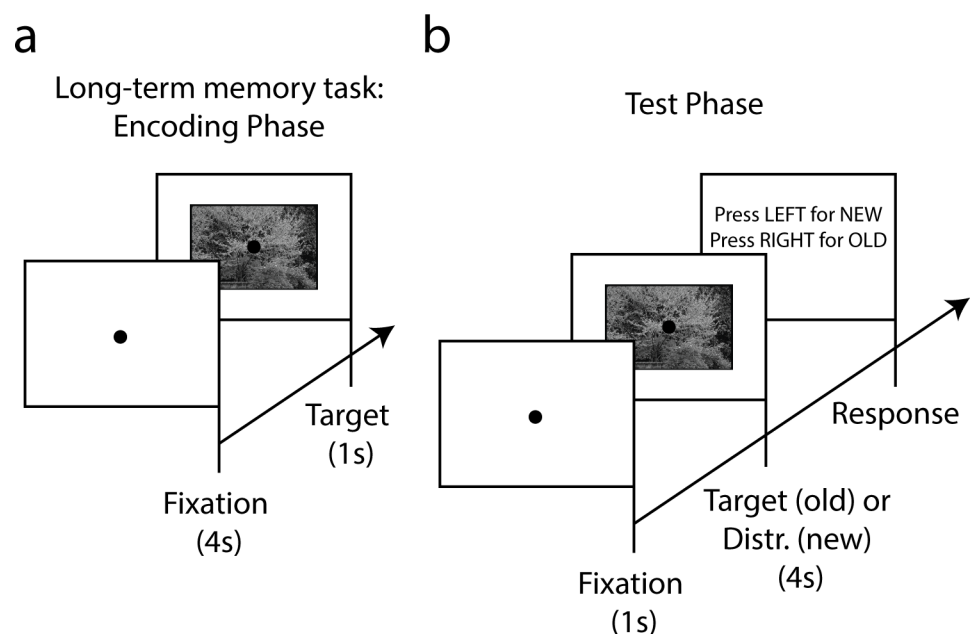 a
Long-term memory task:
Encoding Phase
Fixation
(4s)
Target
(1s)
b
Test Phase
Press LEFT for NEW
Press RIGHT for OLD
Fixation
(1s)
Target (old) or
Distr. (new)
(4s)
Response